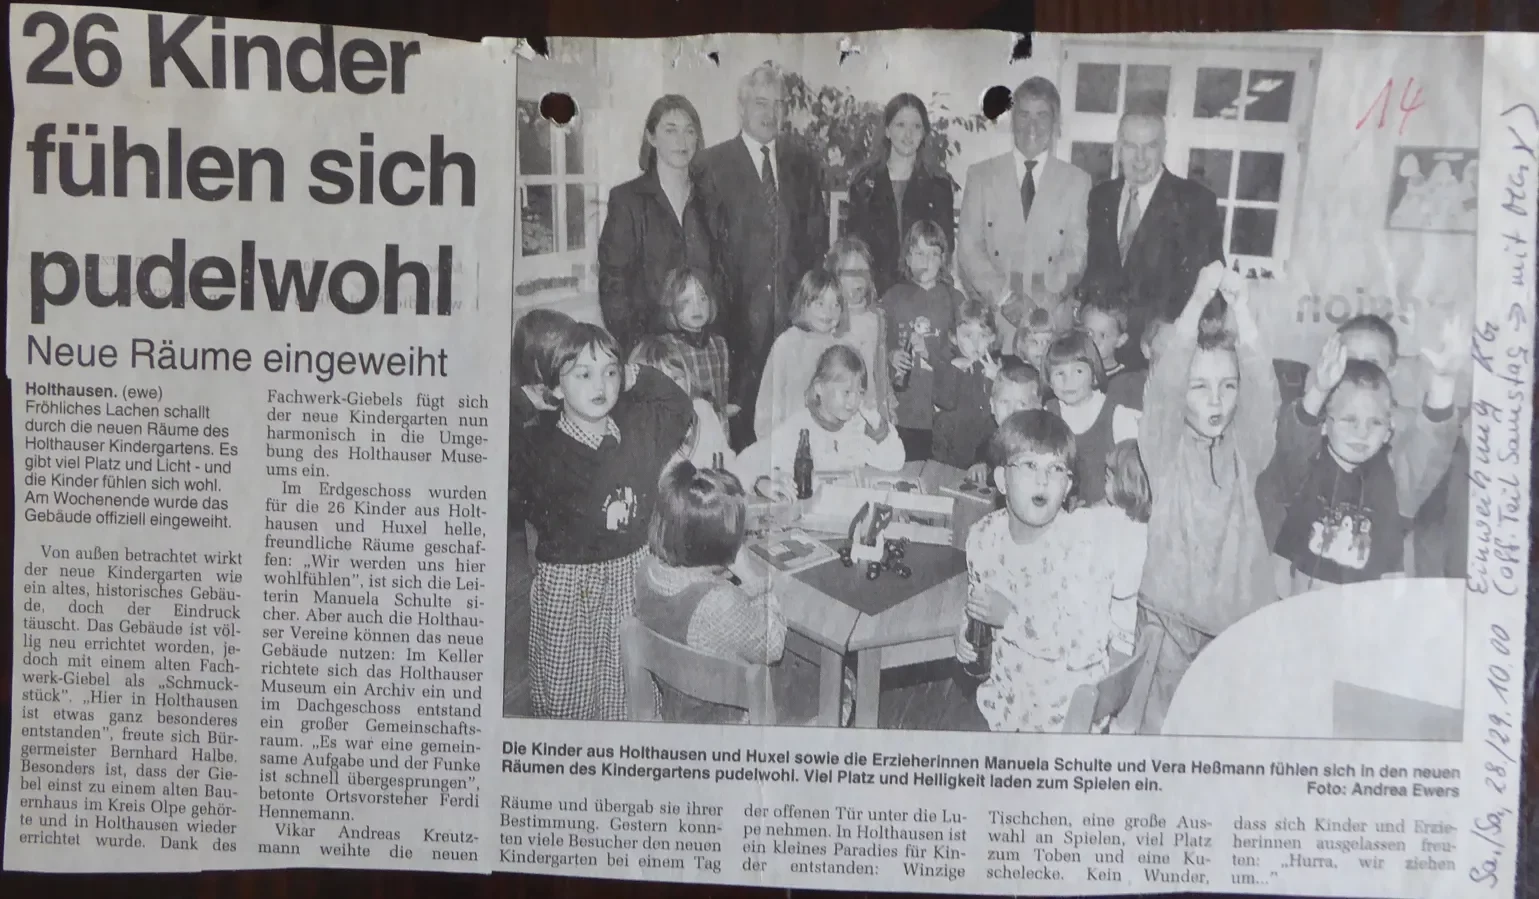 26 Kinder
fühlen sich
pudelwohl
Neue Räume eingeweiht
Holthausen. (ewe)
Fröhliches Lachen schallt
durch die neuen Räume des
Holthauser Kindergartens. Es
gibt viel Platz und Licht - und
die Kinder fühlen sich wohl.
Am Wochenende wurde das
Gebäude offiziell eingeweiht.
Von außen betrachtet wirkt
der neue Kindergarten wie
ein altes, historisches Gebäu-
de, doch der Eindruck
täuscht. Das Gebäude ist völ-
lig neu errichtet worden, je-
doch mit einem alten Fach-
werk-Giebel als „Schmuck-
stück". „Hier in Holthausen
ist etwas ganz besonderes
entstanden", freute sich Bür-
germeister Bernhard Halbe.
Besonders ist, dass der Gie-
bel einst zu einem alten Bau-
ernhaus im Kreis Olpe gehör-
te und in Holthausen wieder
errichtet wurde. Dank des
Fachwerk-Giebels fügt sich
der neue Kindergarten nun
harmonisch in die Umge-
bung des Holthauser Muse-
ums ein.
Im Erdgeschoss wurden
für die 26 Kinder aus Holt-
hausen und Huxel helle,
freundliche Räume geschaf-
fen: „Wir werden uns hier
wohlfühlen", ist sich die Lei-
terin Manuela Schulte si-
cher. Aber auch die Holthau-
ser Vereine können das neue
Gebäude nutzen: Im Keller
richtete sich das Holthauser
Museum ein Archiv ein und
im Dachgeschoss entstand
ein großer Gemeinschafts-
raum. „Es war eine gemein-
same Aufgabe und der Funke
ist schnell übergesprungen",
betonte Ortsvorsteher Ferdi
Hennemann.
Vikar Andreas Kreutz-
mann weihte die neuen
14
Die Kinder aus Holthausen und Huxel sowie die Erzieherinnen Manuela Schulte und Vera Heßmann fühlen sich in den neuen
Räumen des Kindergartens pudelwohl. Viel Platz und Helligkeit laden zum Spielen ein.
Foto: Andrea Ewers
Räume und übergab sie ihrer
Bestimmung. Gestern konn-
ten viele Besucher den neuen
Kindergarten bei einem Tag
der offenen Tür unter die Lu-
pe nehmen. In Holthausen ist
ein kleines Paradies für Kin-
der entstanden: Winzige
Tischchen, eine große Aus-
wahl an Spielen, viel Platz
zum Toben und eine Ku-
schelecke. Kein Wunder,
dass sich Kinder und Erzie-
herinnen ausgelassen freu-
ten: „Hurra, wir ziehen
um..."
Sa./So, 28./29.10.00 Einweihung
(off. Teil Samstag → mit